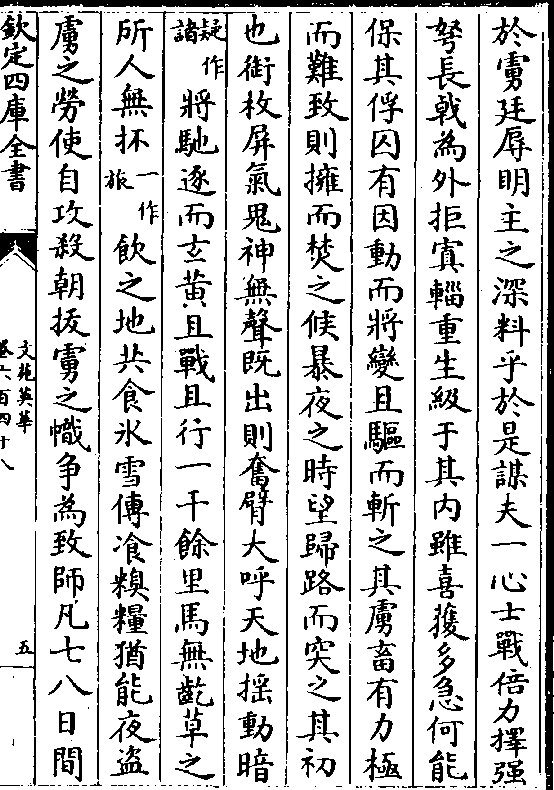 於虜廷辱明主之深料乎於是謀夫一心士戰倍力擇强
弩長戟為外拒寘輜重生級于其內雖喜獲多急何能
保其俘囚有因動而將變且驅而斬之其虜畜有力極
而難致則擁而焚之候暴夜之時望歸路而突之其初
也銜枚屏氣鬼神無聲既出則奮臂大呼天地揺動暗
疑作諸將馳逐而玄黄且戰且行一千餘里馬無齕草之
所人無抔一作旅飲之地共食氷雪傳飡糗糧猶能夜盜
虜之勞使自攻殺朝拔虜之幟争為致師凡七八日間
欽定四庫全書
文苑英華
卷六百四十八
五